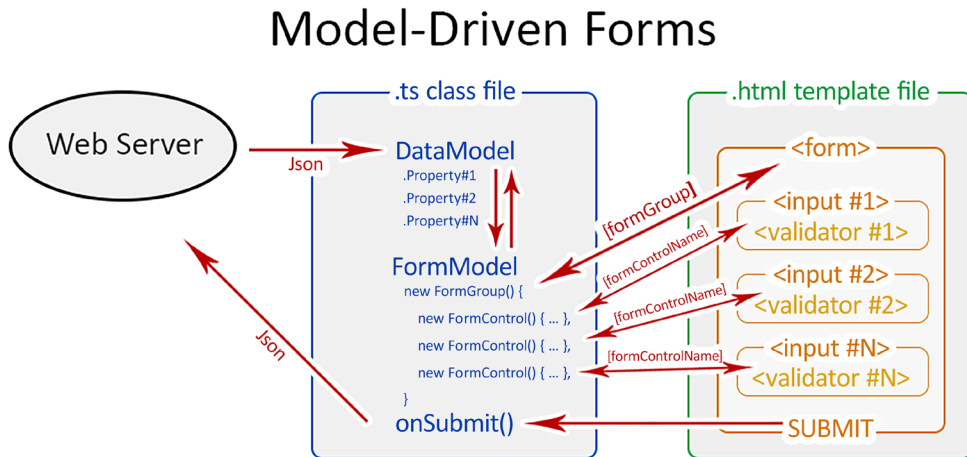 Model-Driven Forms
Web Server
Json
Json
.ts class file
DataModel
.Property#1
.Property#2
.Property#N
FormModel
new FormGroup() {
new FormControl() { ... },
new FormControl() { ... },
new FormControl() { ... },
}
onSubmit()
[formGroup]
[formControlName]
[formControlName]
[formControlName]
.html template file
<form>
<input #1>
<validator #1>
<input #2>
<validator #2>
<input #N>
<validator #N>
SUBMIT